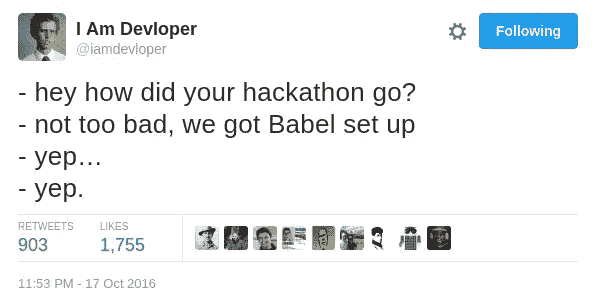 I Am Devloper
@iamdevloper
Following
- hey how did your hackathon go?
- not too bad, we got Babel set up
- yep…
- yep.
RETWEETS
903
LIKES
1,755
11:53 PM - 17 Oct 2016